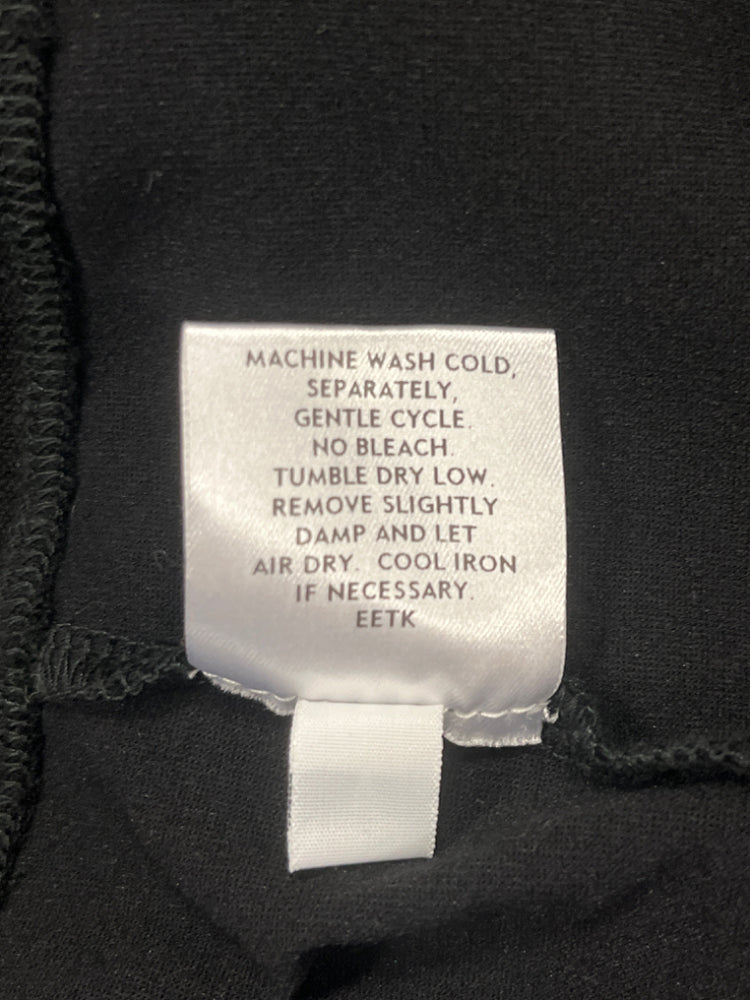 MACHINE WASH COLD,
SEPARATELY,
GENTLE CYCLE.
NO BLEACH.
TUMBLE DRY LOW.
REMOVE SLIGHTLY
DAMP AND LET
AIR DRY. COOL IRON
IF NECESSARY.
EETK